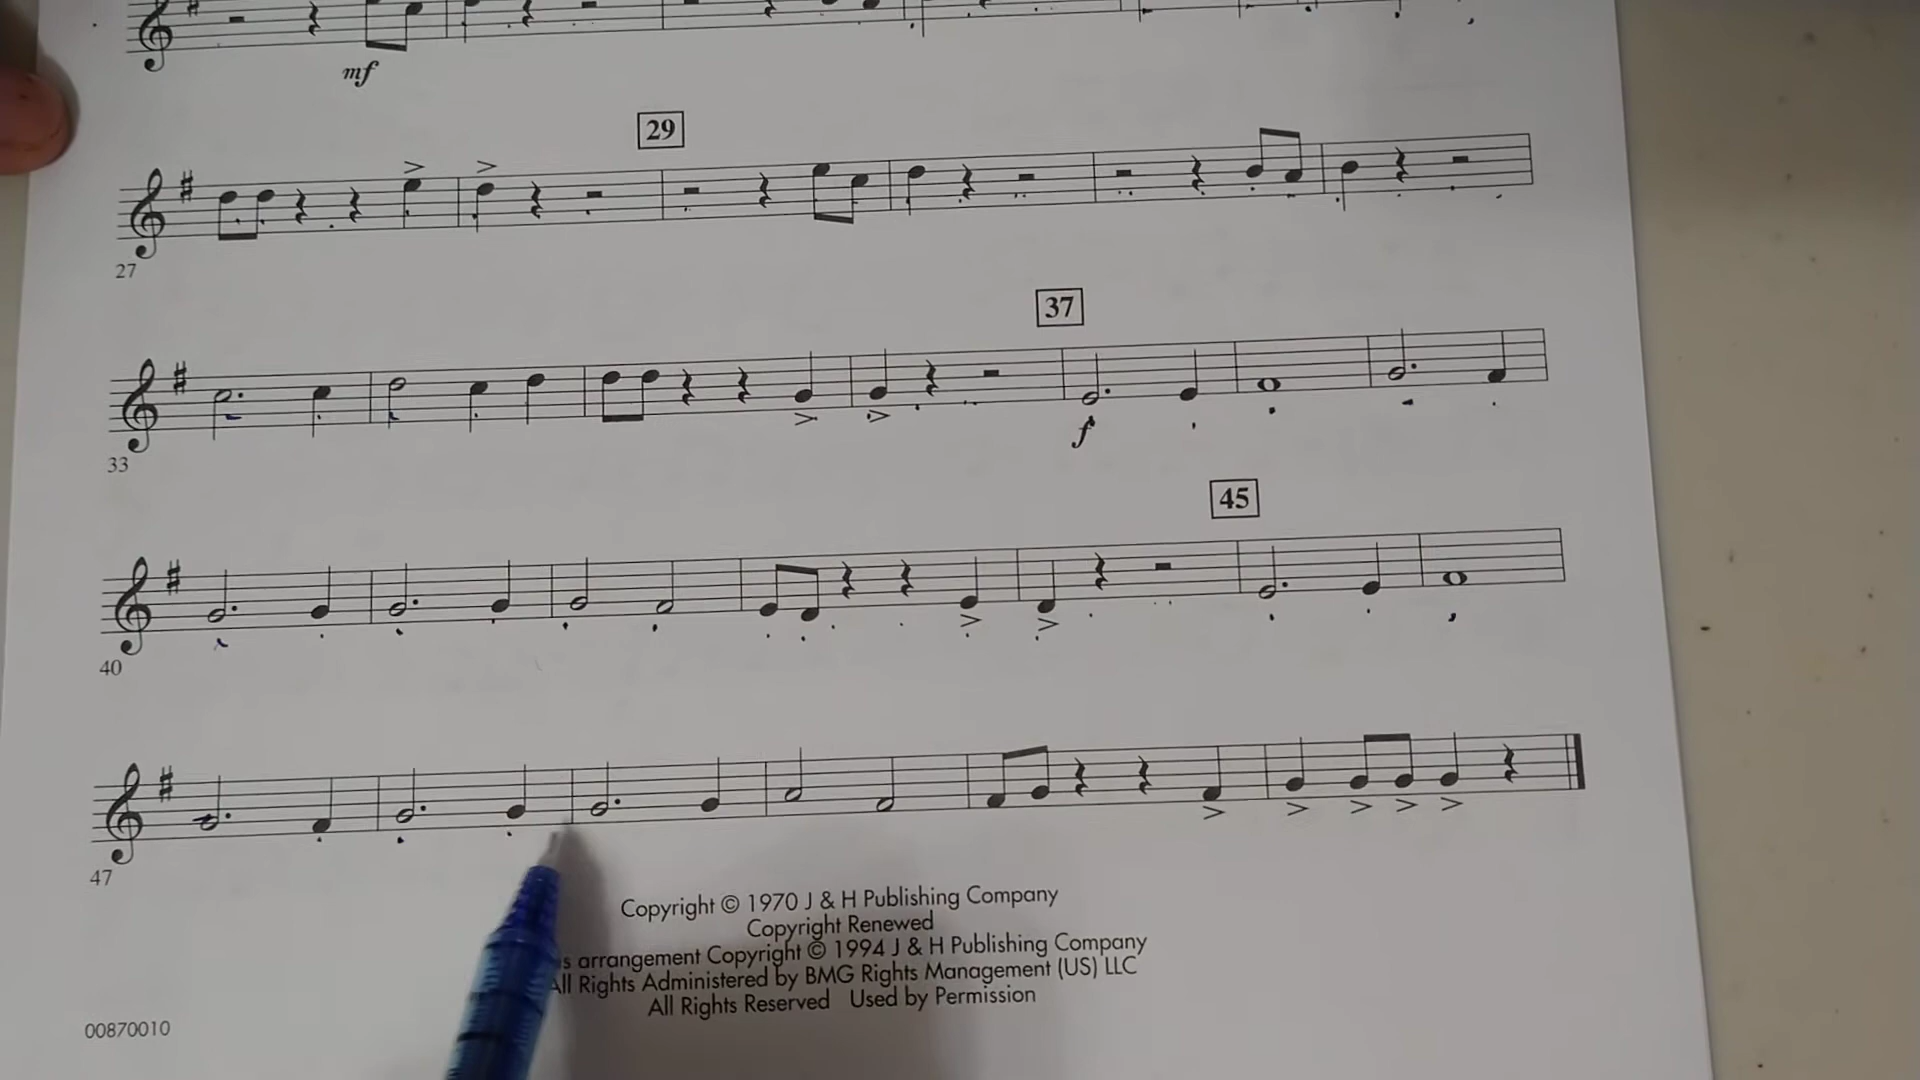 mf
29
27
37
f
33
45
40
47
Copyright © 1970 J & H Publishing Company
Copyright Renewed
s arrangement Copyright © 1994 J & H Publishing Company
All Rights Administered by BMG Rights Management (US) LLC
All Rights Reserved Used by Permission
00870010